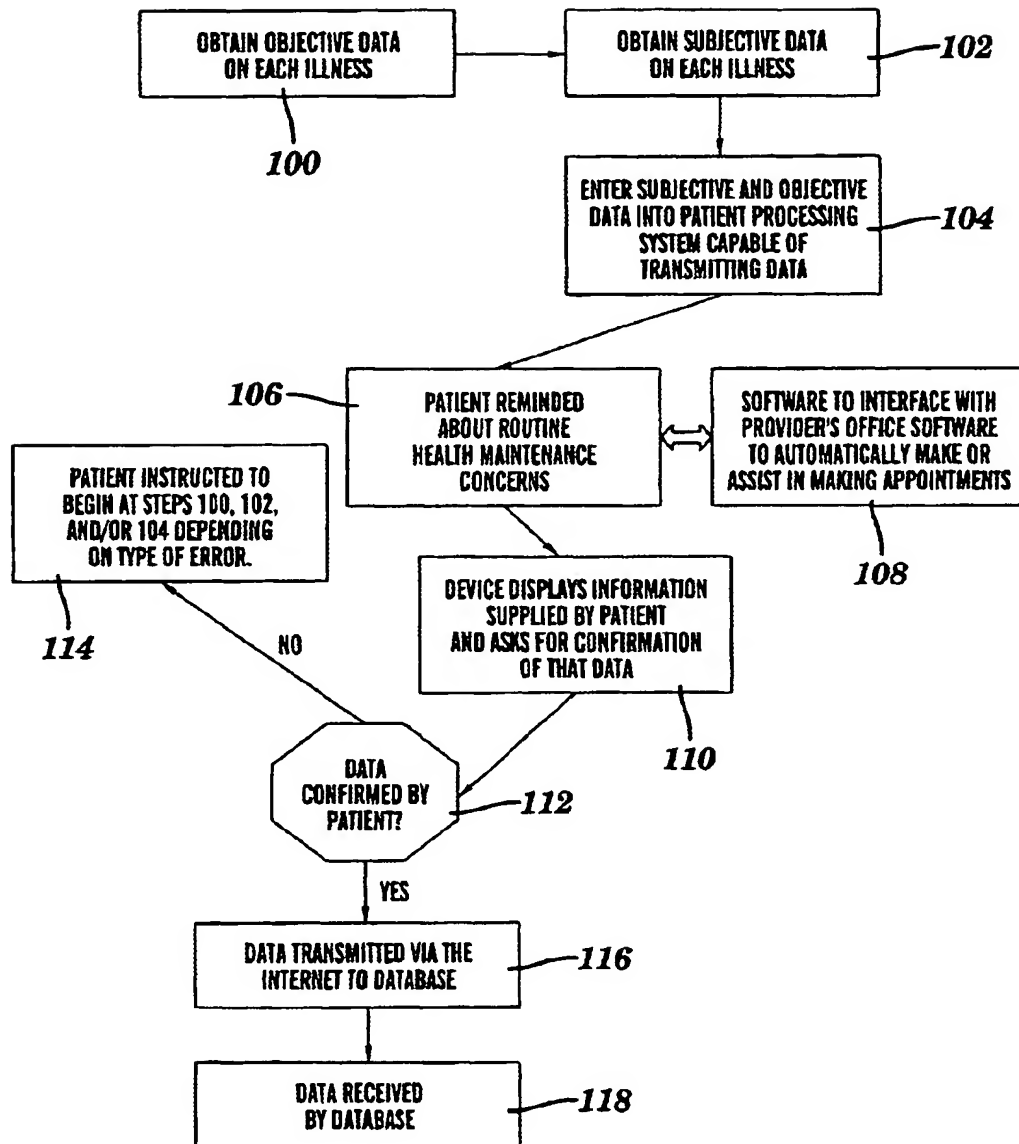 OBTAIN OBJECTIVE DATA
ON EACH ILLNESS
100
OBTAIN SUBJECTIVE DATA
ON EACH ILLNESS
102
ENTER SUBJECTIVE AND OBJECTIVE
DATA INTO PATIENT PROCESSING
SYSTEM CAPABLE OF
TRANSMITTING DATA
104
106
PATIENT REMINDED
ABOUT ROUTINE
HEALTH MAINTENANCE
CONCERNS
SOFTWARE TO INTERFACE WITH
PROVIDER'S OFFICE SOFTWARE
TO AUTOMATICALLY MAKE OR
ASSIST IN MAKING APPOINTMENTS
108
PATIENT INSTRUCTED TO
BEGIN AT STEPS 100, 102,
AND/OR 104 DEPENDING
ON TYPE OF ERROR.
114
DEVICE DISPLAYS INFORMATION
SUPPLIED BY PATIENT
AND ASKS FOR CONFIRMATION
OF THAT DATA
110
NO
DATA
CONFIRMED BY
PATIENT?
112
YES
DATA TRANSMITTED VIA THE
INTERNET TO DATABASE
116
DATA RECEIVED
BY DATABASE
118